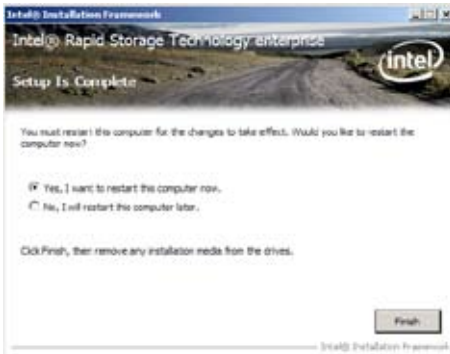 Intel® Installation Framework
Intel® Rapid Storage Technology enterprise
intel
Setup Is Complete
You must restart this computer for the changes to take effect. Would you like to restart the
computer now?
Yes, I want to restart this computer now.
No, I will restart this computer later.
Click Finish, then remove any installation media from the drives.
Finish
Intel® Installation Framework